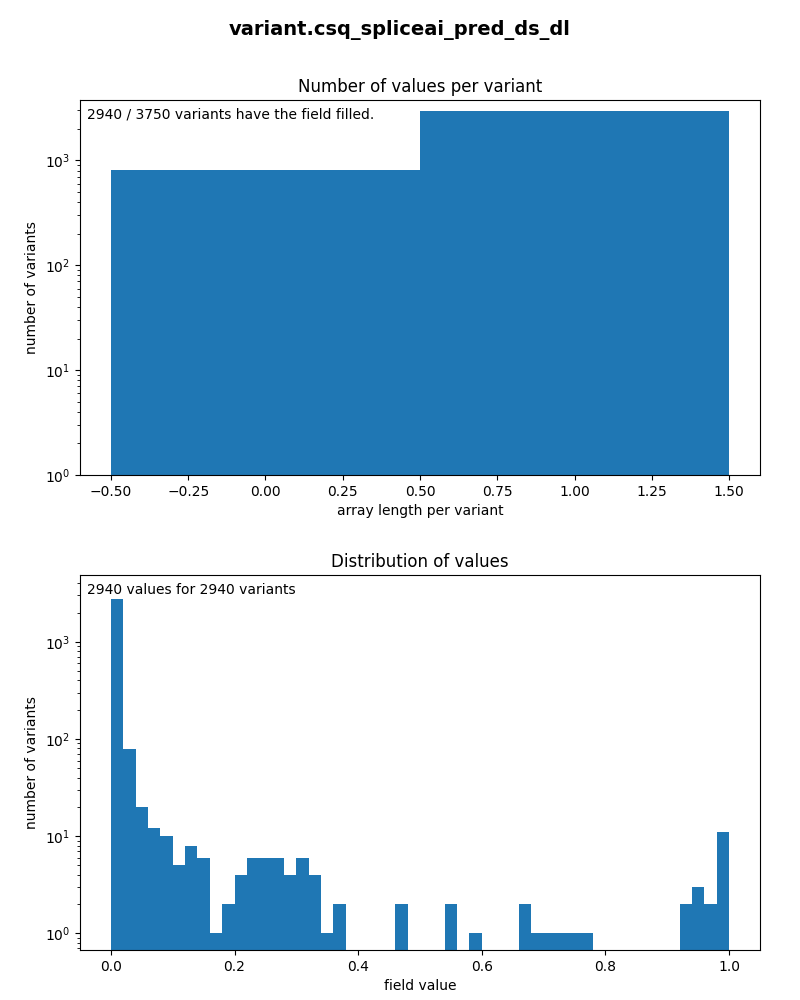 variant.csq_spliceai_pred_ds_dl
Number of values per variant
2940 / 3750 variants have the field filled.
10³
10²
10¹
10⁰
number of variants
−0.50 −0.25 0.00 0.25 0.50 0.75 1.00 1.25 1.50
array length per variant
Distribution of values
2940 values for 2940 variants
10³
10²
10¹
10⁰
number of variants
0.0 0.2 0.4 0.6 0.8 1.0
field value